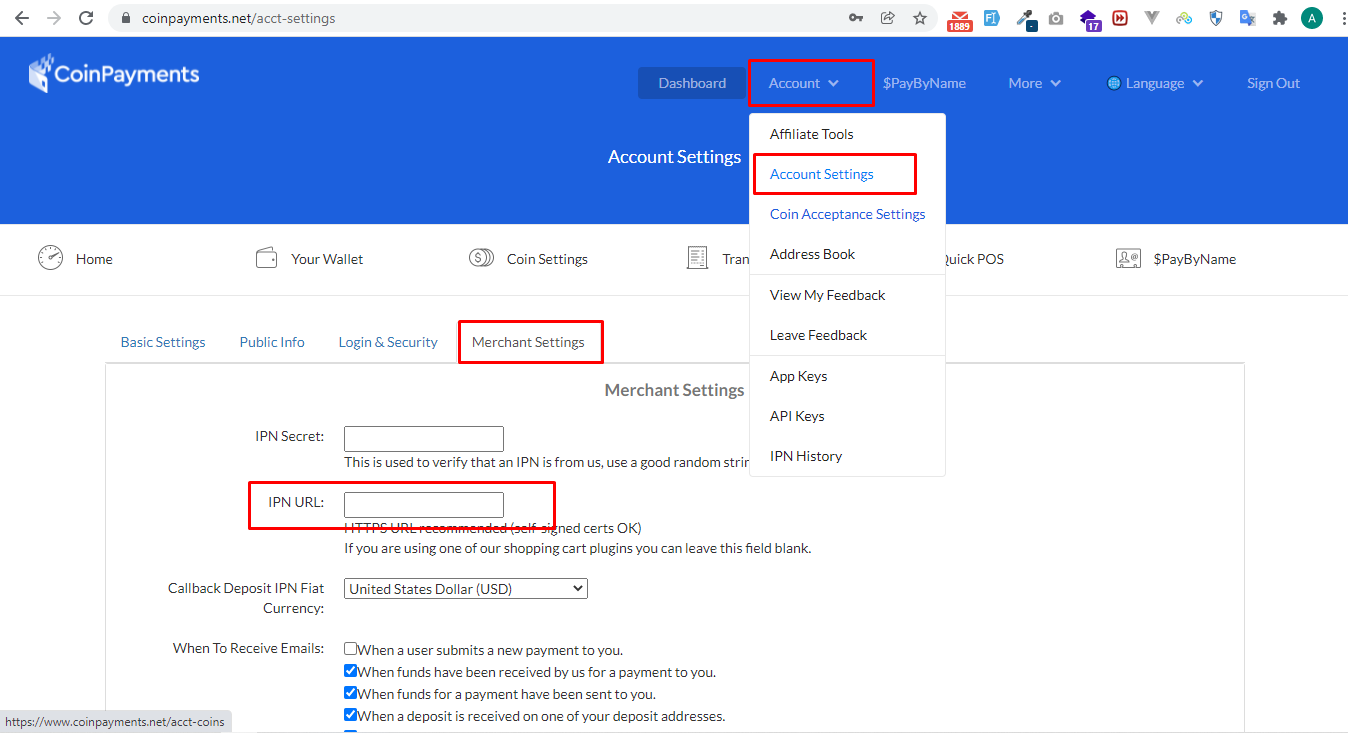 coinpayments.net/acct-settings
1889
17
A
CoinPayments
Dashboard
Account
$PayByName
More
Language
Sign Out
Account Settings
Affiliate Tools
Account Settings
Coin Acceptance Settings
Address Book
View My Feedback
Leave Feedback
App Keys
API Keys
IPN History
Home
Your Wallet
Coin Settings
Tran
uick POS
$PayByName
Basic Settings
Public Info
Login & Security
Merchant Settings
Merchant Settings
IPN Secret:
This is used to verify that an IPN is from us, use a good random strin
IPN URL:
HTTPS URL recommended (self-signed certs OK)
If you are using one of our shopping cart plugins you can leave this field blank.
Callback Deposit IPN Fiat
Currency:
United States Dollar (USD)
When To Receive Emails:
When a user submits a new payment to you.
When funds have been received by us for a payment to you.
When funds for a payment have been sent to you.
When a deposit is received on one of your deposit addresses.
https://www.coinpayments.net/acct-coins